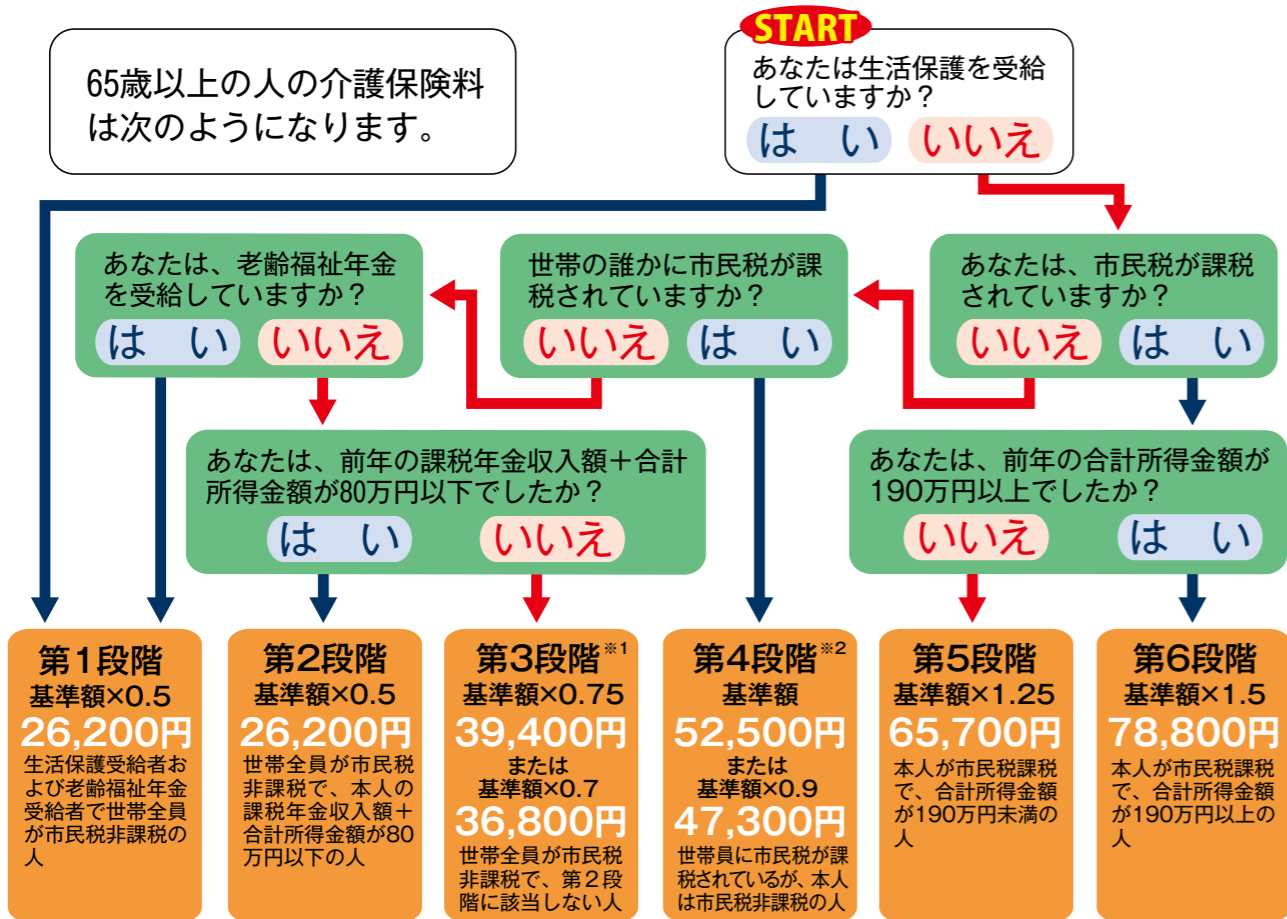 65歳以上の人の介護保険料
は次のようになります。
START
あなたは生活保護を受給
していますか？
は い いいえ
あなたは、老齢福祉年金
を受給していますか？
は い いいえ
世帯の誰かに市民税が課
税されていますか？
いいえ は い
あなたは、市民税が課税
されていますか？
いいえ は い
あなたは、前年の課税年金収入額＋合計
所得金額が80万円以下でしたか？
は い いいえ
あなたは、前年の合計所得金額が
190万円以上でしたか？
いいえ は い
第1段階
基準額×0.5
26,200円
生活保護受給者お
よび老齢福祉年金
受給者で世帯全員
が市民税非課税の
人
第2段階
基準額×0.5
26,200円
世帯全員が市民税
非課税で、本人の
課税年金収入額＋
合計所得金額が80
万円以下の人
第3段階※1
基準額×0.75
39,400円
または
基準額×0.7
36,800円
世帯全員が市民税
非課税で、第２段
階に該当しない人
第4段階※2
基準額
52,500円
または
基準額×0.9
47,300円
世帯員に市民税が課
税されているが、本人
は市民税非課税の人
第5段階
基準額×1.25
65,700円
本人が市民税課税
で、合計所得金額
が190万円未満の
人
第6段階
基準額×1.5
78,800円
本人が市民税課税
で、合計所得金額
が190万円以上の
人